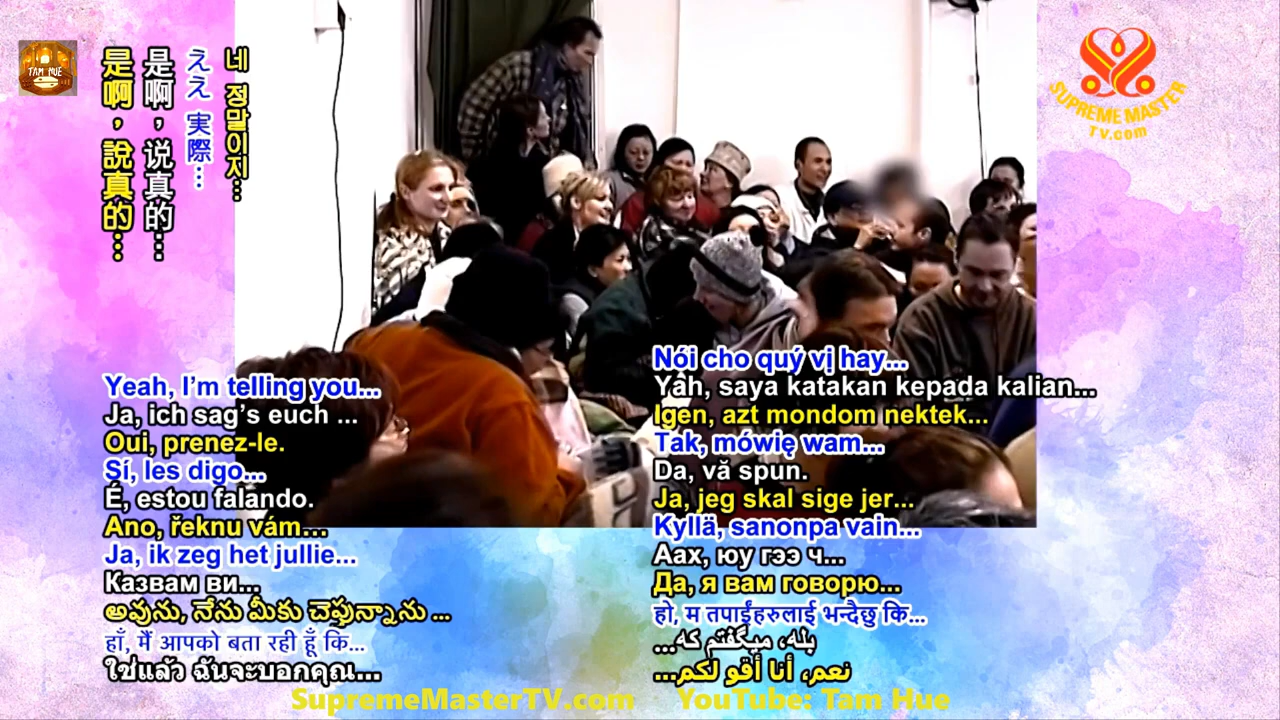 TAM HUE
네 정말이지…
ええ 実際…
是啊，说真的…
是啊，說真的…
SUPREME MASTER
TV.com
Yeah, I’m telling you...
Ja, ich sag’s euch ...
Oui, prenez-le.
Sí, les digo...
É, estou falando.
Ano, řeknu vám...
Ja, ik zeg het jullie...
Казвам ви...
అవును, నేను మీకు చెప్తున్నాను ...
हाँ, मैं आपको बता रही हूँ कि...
ใช่แล้ว ฉันจะบอกคุณ...
Nói cho quý vị hay...
Yah, saya katakan kepada kalian...
Igen, azt mondom nektek...
Tak, mówię wam...
Da, vă spun.
Ja, jeg skal sige jer...
Kyllä, sanonpa vain...
Аах, юу гээ ч...
Да, я вам говорю...
हो, म तपाईंहरुलाई भन्दैछु कि...
بله، میگفتم که...
نعم، أنا أقو لكم...
SupremeMasterTV.com
YouTube: Tam Hue